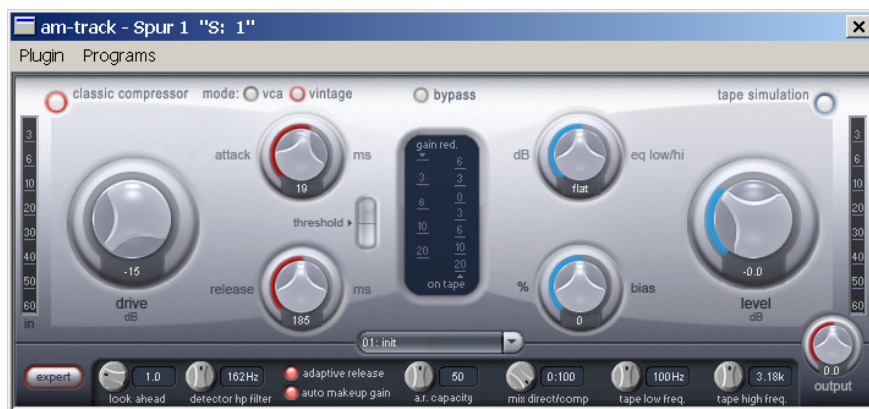 am-track - Spur 1 "S: 1"
Plugin Programs
classic compressor mode: vca vintage bypass tape simulation
3
6
10
20
30
40
50
60
in
attack ms
19
threshold
release ms
185
-15
drive
dB
gain red.
3
6
10
20
6
3
0
3
6
10
20
on tape
dB eq low/hi
flat
% bias
0
-0.0
level
dB
3
6
10
20
30
40
50
60
01: init
0.0
output
expert
1.0
look ahead
162Hz
detector hp filter
adaptive release
auto makeup gain
50
a.r. capacity
0:100
mix direct/comp
100Hz
tape low freq.
3.18k
tape high freq.